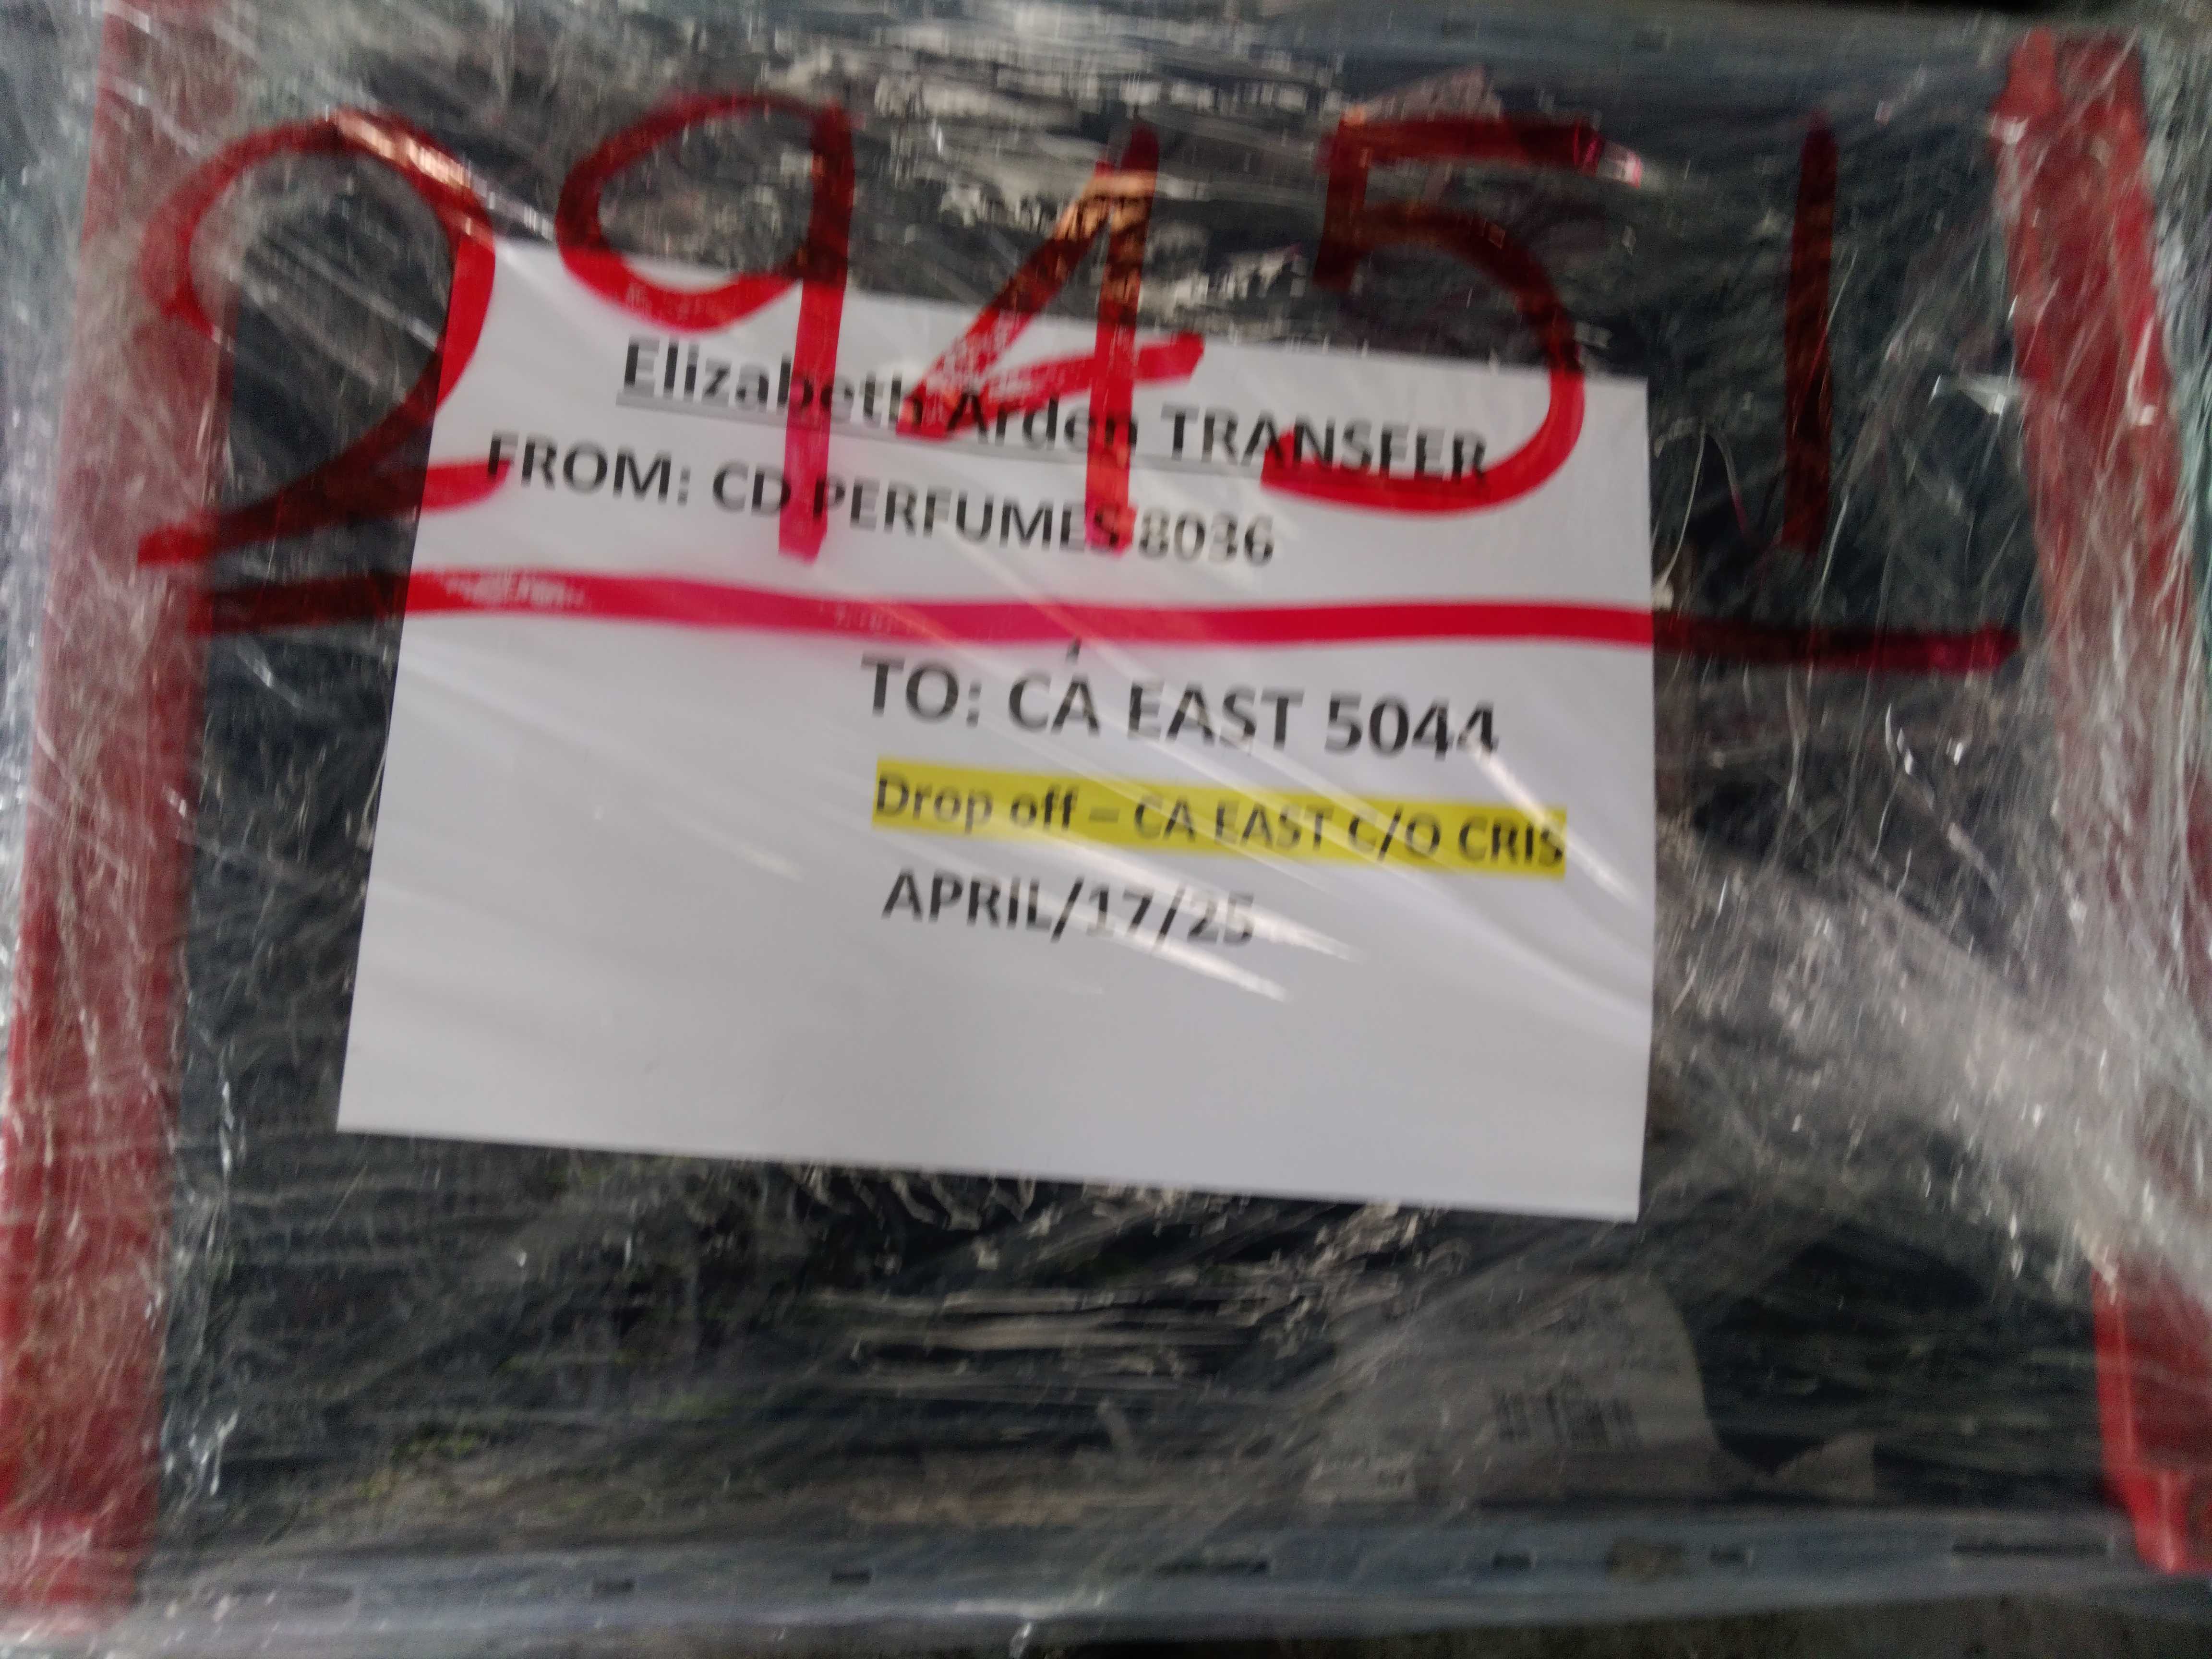 29451
Elizabeth Arden TRANSFER
FROM: CD PERFUMES 8036
TO: CA EAST 5044
Drop off – CA EAST C/O CRIS
APRIL/17/25